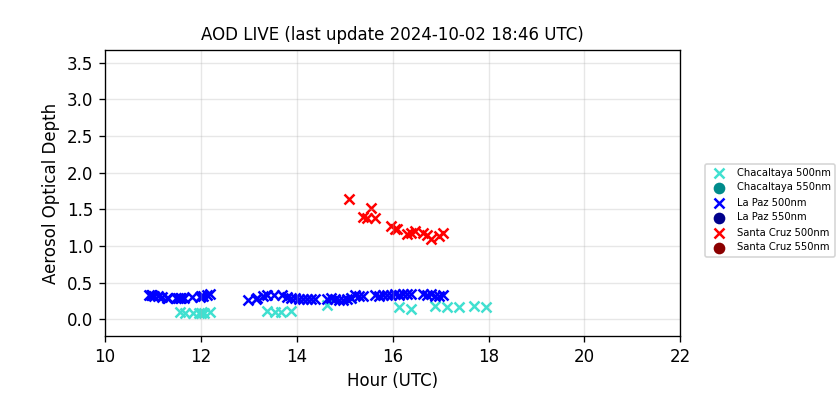 AOD LIVE (last update 2024-10-02 18:46 UTC)
3.5
3.0
2.5
2.0
1.5
1.0
0.5
0.0
Aerosol Optical Depth
10 12 14 16 18 20 22
Hour (UTC)
Chacaltaya 500nm
Chacaltaya 550nm
La Paz 500nm
La Paz 550nm
Santa Cruz 500nm
Santa Cruz 550nm